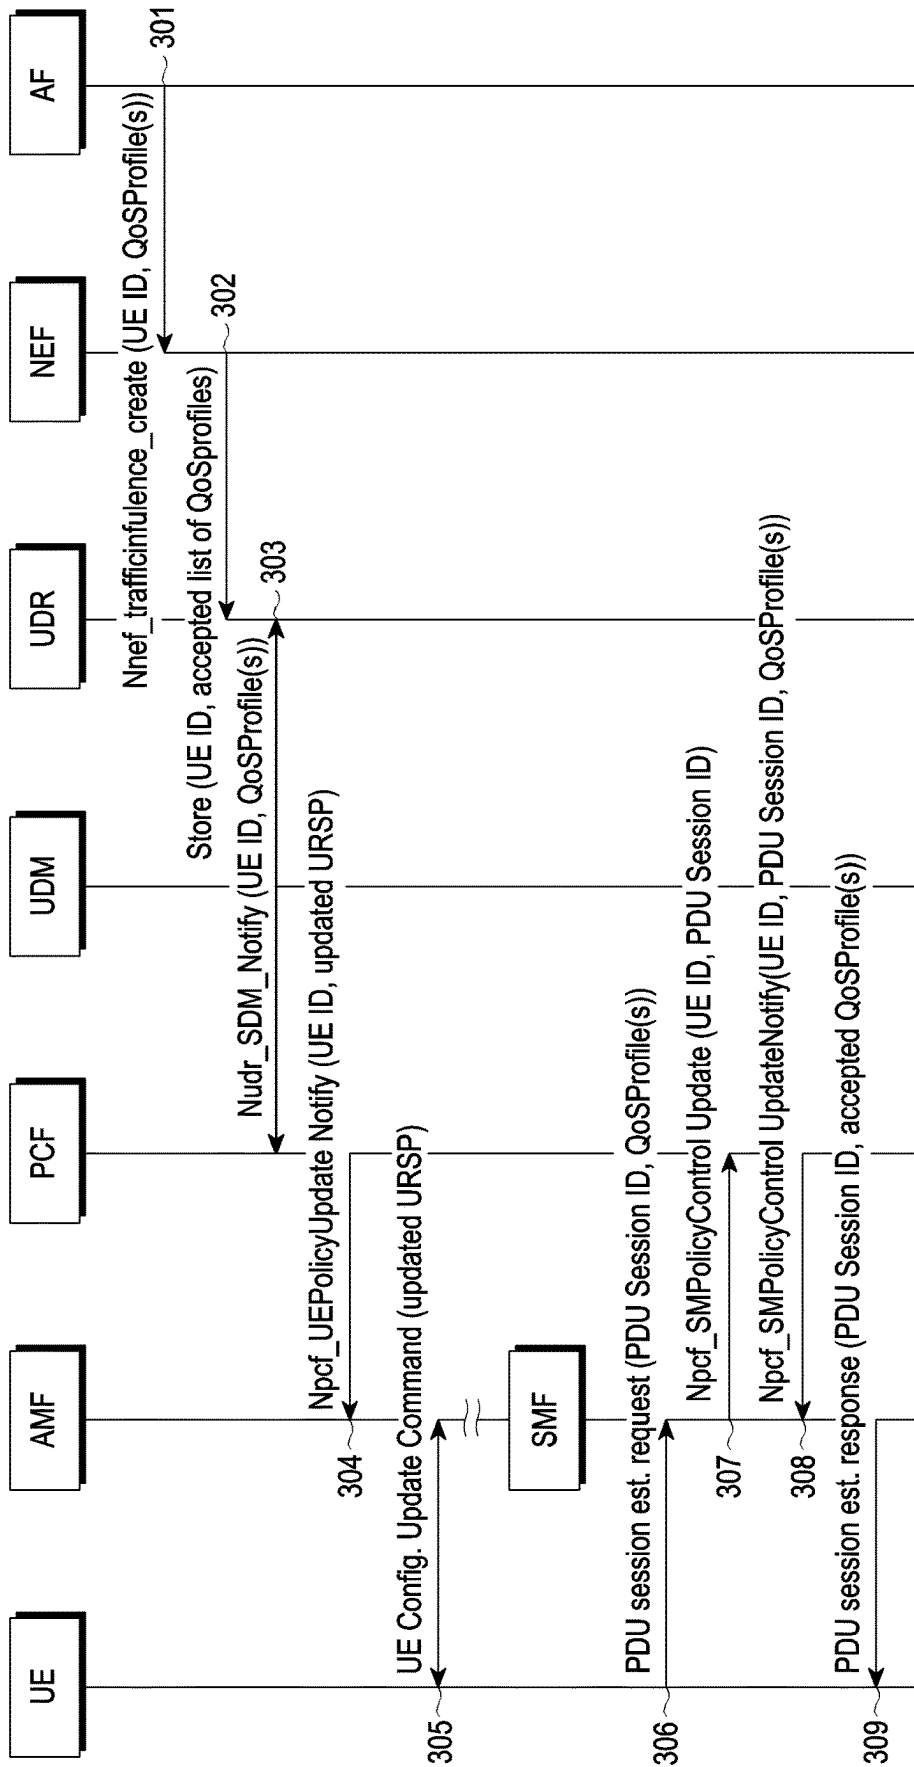 UE
AMF
PCF
UDM
UDR
NEF
AF
Nnef_trafficinfulence_create (UE ID, QoSProfile(s))
301
Store (UE ID, accepted list of QoSprofiles)
302
Nudr_SDM_Notify (UE ID, QoSProfile(s))
303
Npcf_UEPolicyUpdate Notify (UE ID, updated URSP)
304
UE Config. Update Command (updated URSP)
305
SMF
PDU session est. request (PDU Session ID, QoSProfile(s))
306
Npcf_SMPolicyControl Update (UE ID, PDU Session ID)
307
Npcf_SMPolicyControl UpdateNotify(UE ID, PDU Session ID, QoSProfile(s))
308
PDU session est. response (PDU Session ID, accepted QoSProfile(s))
309